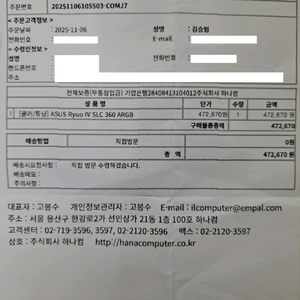 주문번호 : 20251106105503-COMJ7
< 주문고객정보 >
주문날짜 : 2025-11-06 성명 : 김승범
전화번호 : E-mail :
< 수령인정보 >
성명 : 전화번호 :
핸드폰번호
주소 :
전체보증(무통장입금) 기업은행28408413104012주식회사 하나컴
상 품 명 단가 수량 금액
1 [쿨러/튜닝] ASUS Ryuo IV SLC 360 ARGB 472,670원 1 472,670
구매물품총액 472,670
배송방법 직접방문 0원
총 액 472,670
배송시요청사항 : 직접 방문 수령하겠습니다.
배송메모 :
주의사항 :
대표자 : 고봉수 개인정보관리자 : 고봉수 E-mail : ilcomputer@empal.com
주소 : 서울 용산구 한강로2가 선인상가 21동 1층 100호 하나컴
고객센터 : 02-719-3596, 3597, 02-2120-3596 팩스 : 02-2120-3597
상호 : 주식회사 하나컴 http://hanacomputer.co.kr